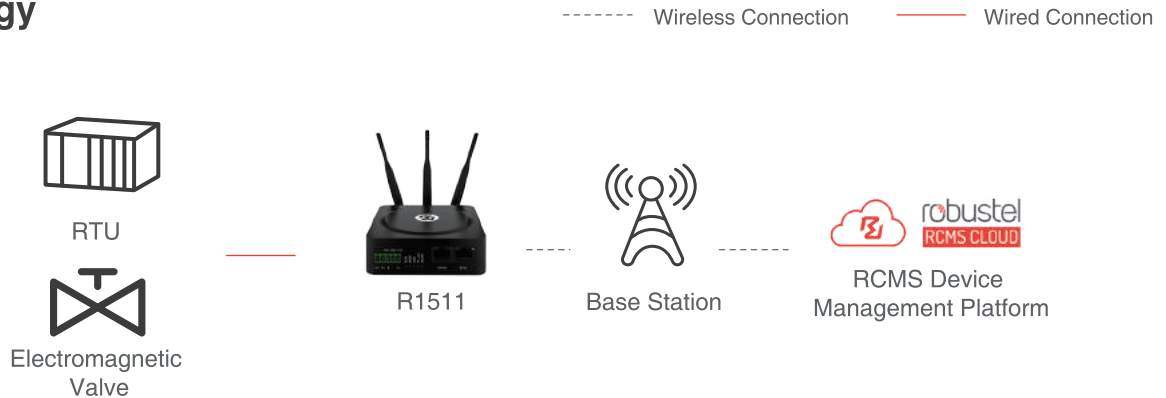 gy
Wireless Connection
Wired Connection
RTU
Electromagnetic
Valve
R1511
Base Station
robustel
RCMS CLOUD
RCMS Device
Management Platform